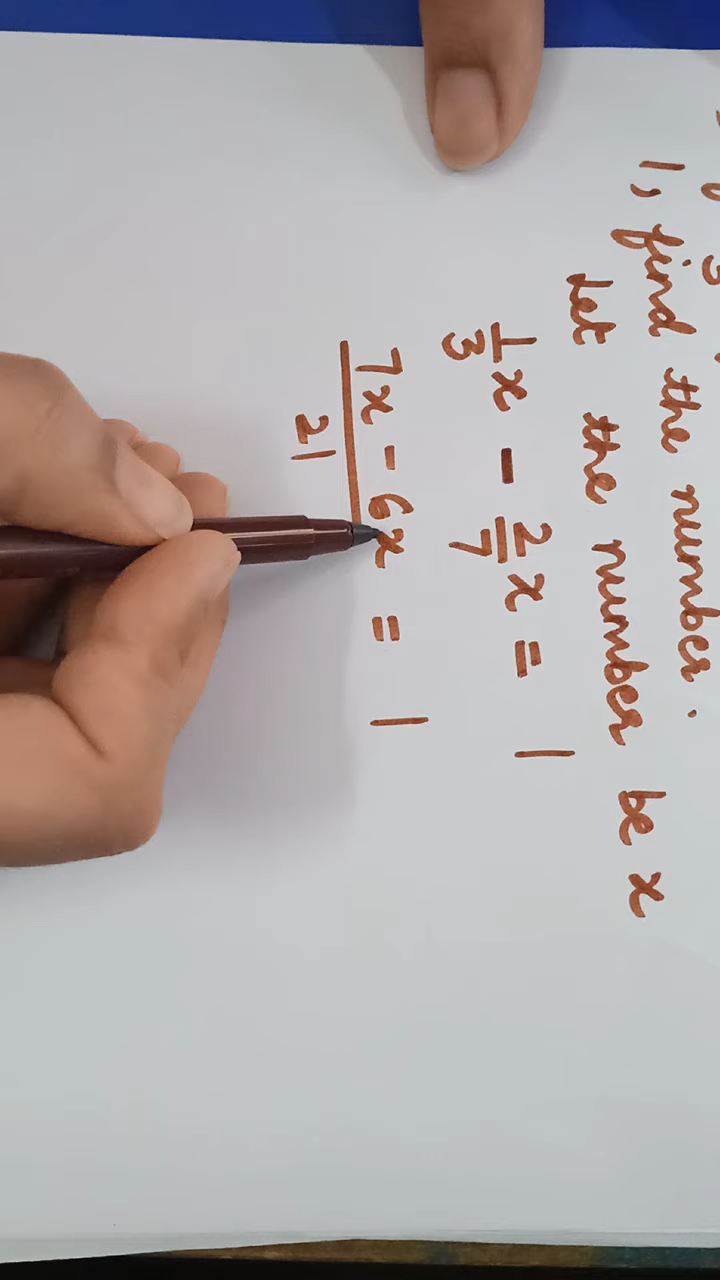 1, find the number.
Let the number be x
1/3 x - 2/7 x = 1
7x - 6x / 21 = 1